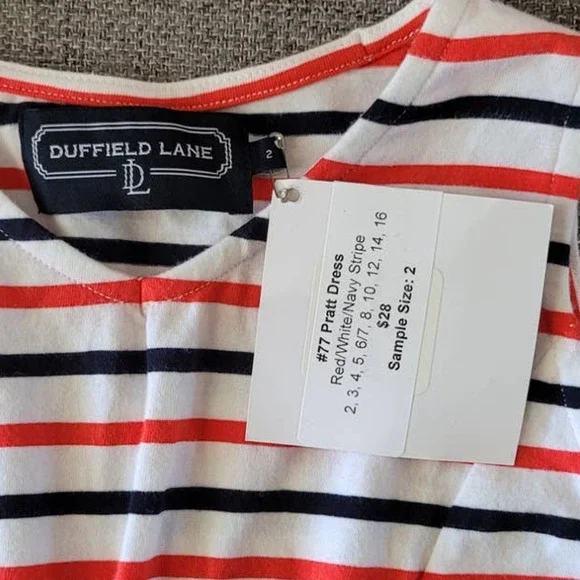 DUFFIELD LANE
DL
2
#77 Pratt Dress
Red/White/Navy Stripe
2, 3, 4, 5, 6/7, 8, 10, 12, 14, 16
$28
Sample Size: 2